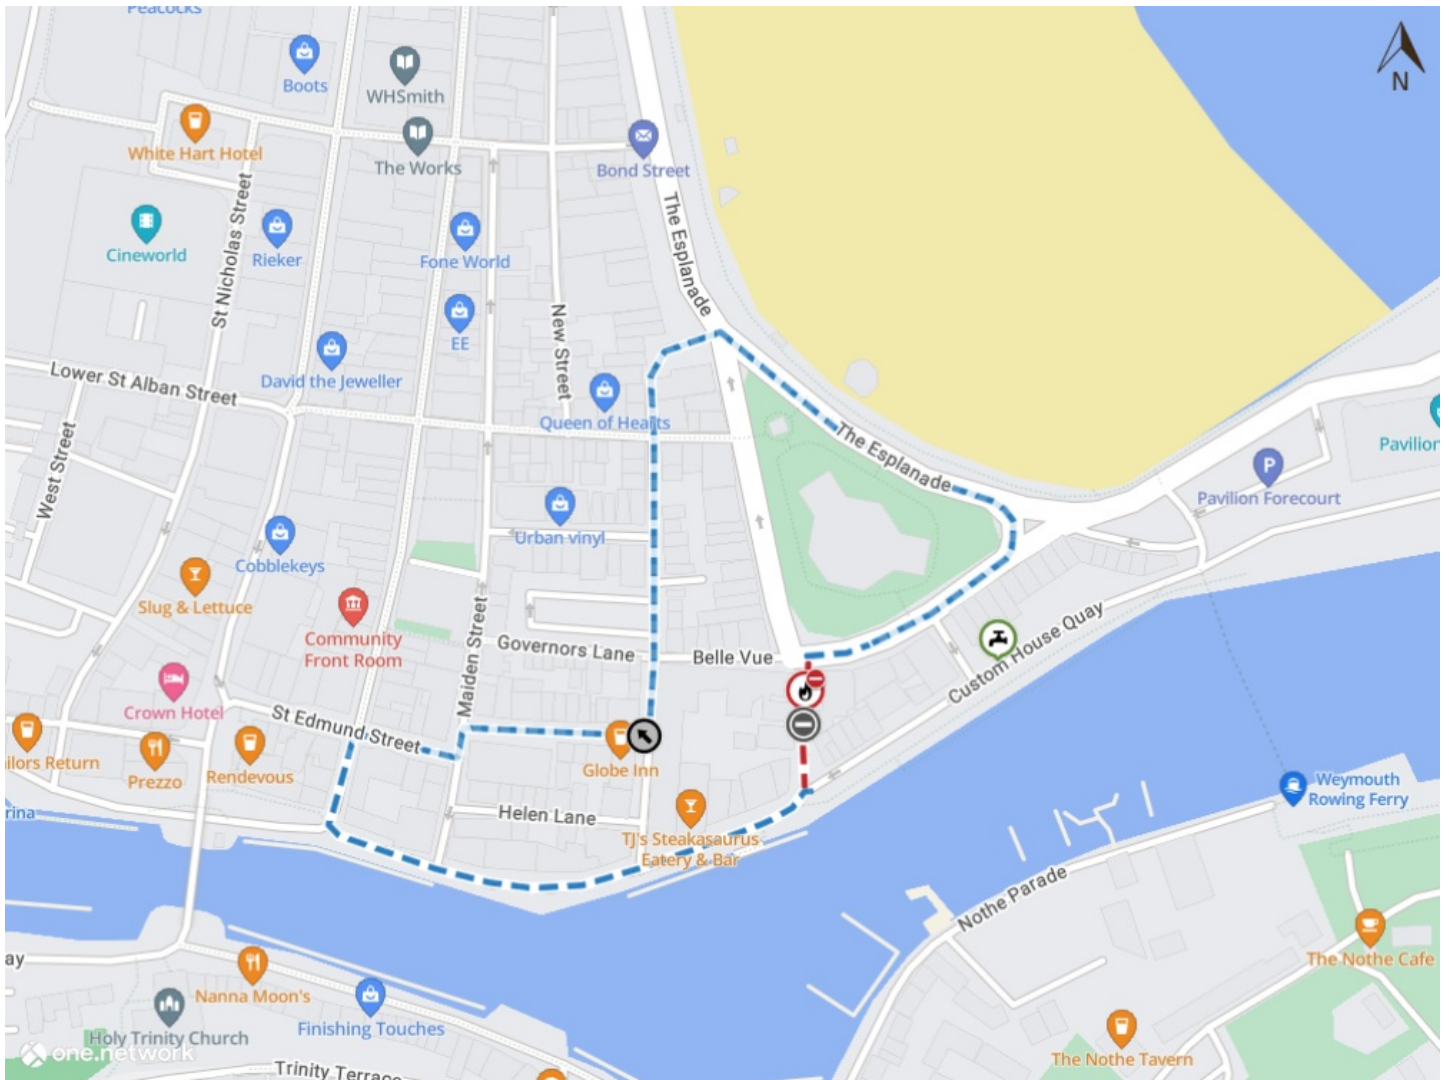 Peacocks
Boots
WHSmith
N
White Hart Hotel
The Works
Bond Street
Cineworld
St Nicholas Street
Rieker
Fone World
The Esplanade
EE
New Street
Lower St Alban Street
David the Jeweller
Queen of Hearts
The Esplanade
Pavilion
West Street
P
Pavilion Forecourt
Urban vinyl
Cobblekeys
Slug & Lettuce
Community
Front Room
Maiden Street
Governors Lane
Belle Vue
Custom House Quay
Crown Hotel
St Edmund Street
ilors Return
Prezzo
Rendevous
Globe Inn
Weymouth
Rowing Ferry
rina
Helen Lane
TJ's Steakasaurus
Eatery & Bar
Nothe Parade
ay
The Nothe Cafe
Nanna Moon's
Finishing Touches
Holy Trinity Church
one.network
The Nothe Tavern
Trinity Terrace